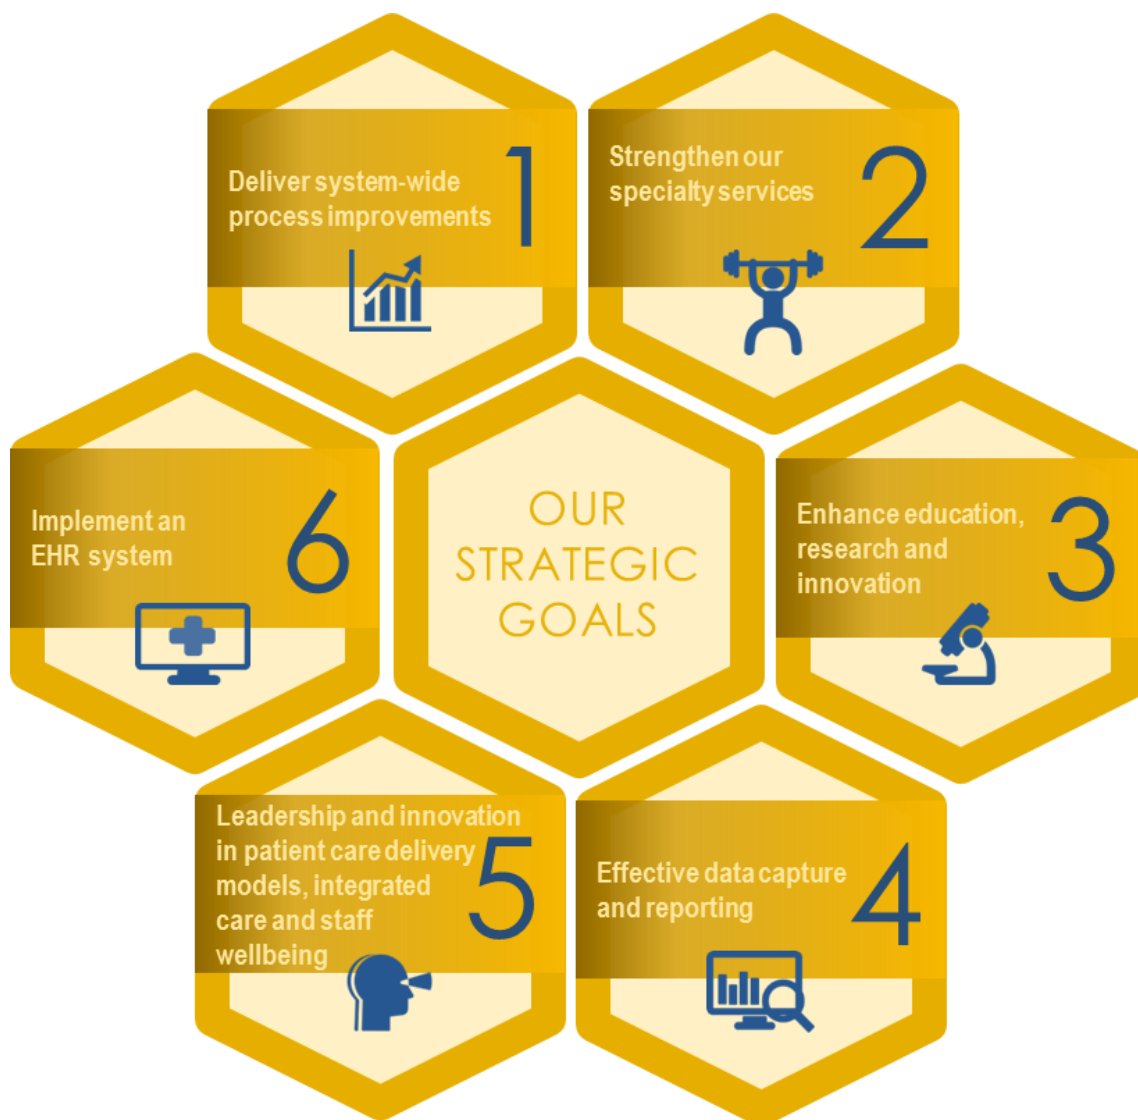 Deliver system-wide
process improvements
1
Strengthen our
specialty services
2
Enhance education,
research and
innovation
3
Effective data capture
and reporting
4
Leadership and innovation
in patient care delivery
models, integrated
care and staff
wellbeing
5
Implement an
EHR system
6
OUR
STRATEGIC
GOALS